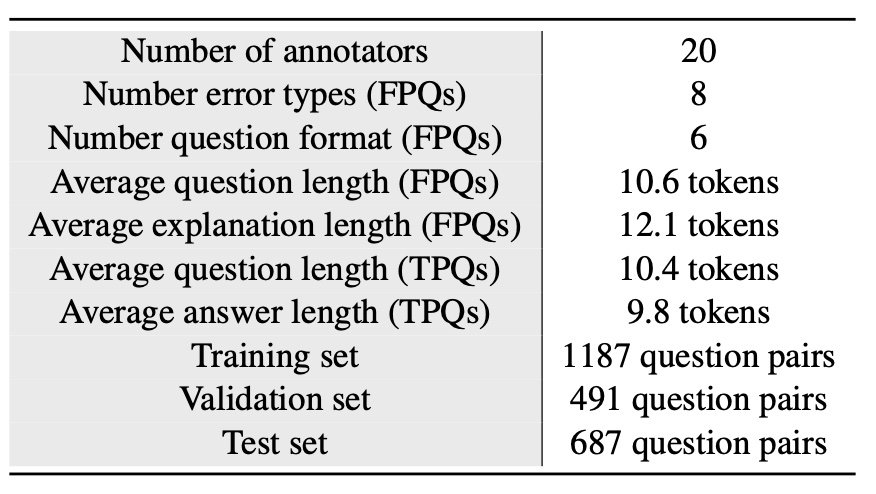 Number of annotators 20
Number error types (FPQs) 8
Number question format (FPQs) 6
Average question length (FPQs) 10.6 tokens
Average explanation length (FPQs) 12.1 tokens
Average question length (TPQs) 10.4 tokens
Average answer length (TPQs) 9.8 tokens
Training set 1187 question pairs
Validation set 491 question pairs
Test set 687 question pairs